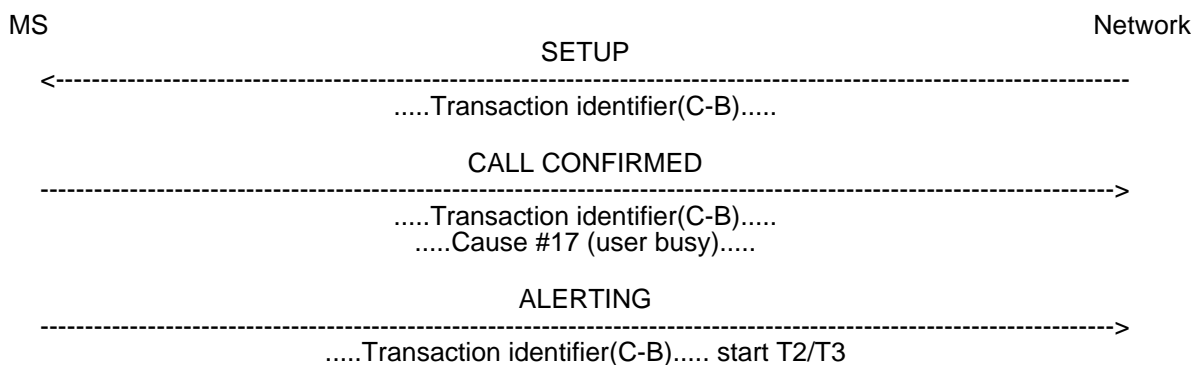 MS Network
SETUP
<------------------------------------------------------------------------------------------------------------------------
.....Transaction identifier(C-B).....
CALL CONFIRMED
------------------------------------------------------------------------------------------------------------------------>
.....Transaction identifier(C-B).....
.....Cause #17 (user busy).....
ALERTING
------------------------------------------------------------------------------------------------------------------------>
.....Transaction identifier(C-B)..... start T2/T3